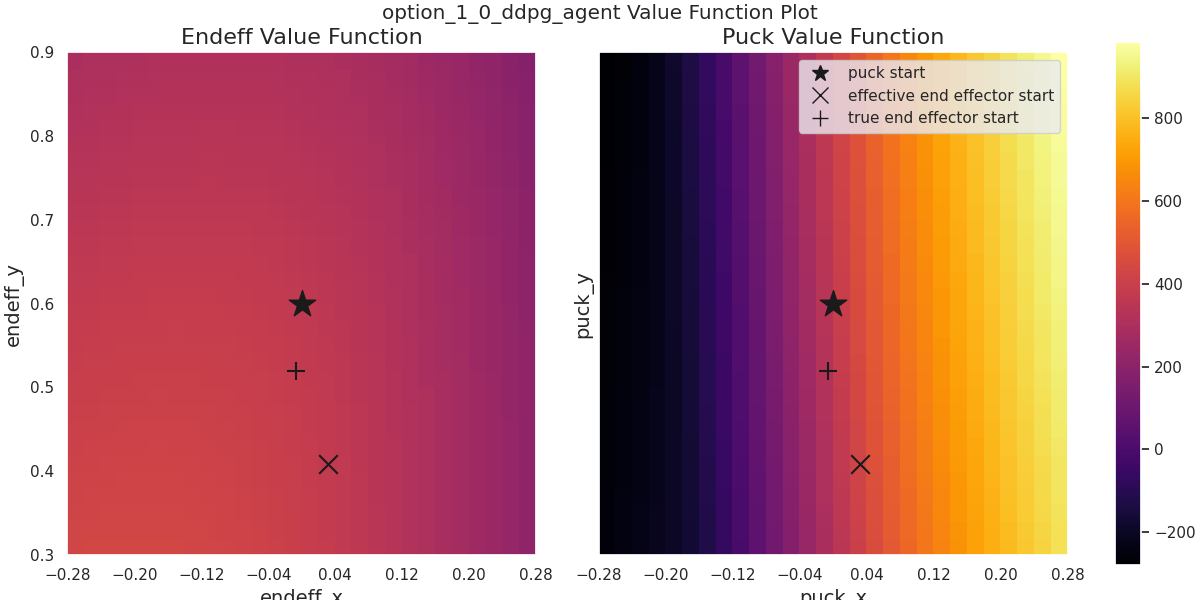 option_1_0_ddpg_agent Value Function Plot
Endeff Value Function
Puck Value Function
puck start
effective end effector start
true end effector start
0.9
0.8
0.7
0.6
0.5
0.4
0.3
endeff_y
−0.28 −0.20 −0.12 −0.04 0.04 0.12 0.20 0.28
endeff_x
puck_y
−0.28 −0.20 −0.12 −0.04 0.04 0.12 0.20 0.28
puck_x
800
600
400
200
0
−200